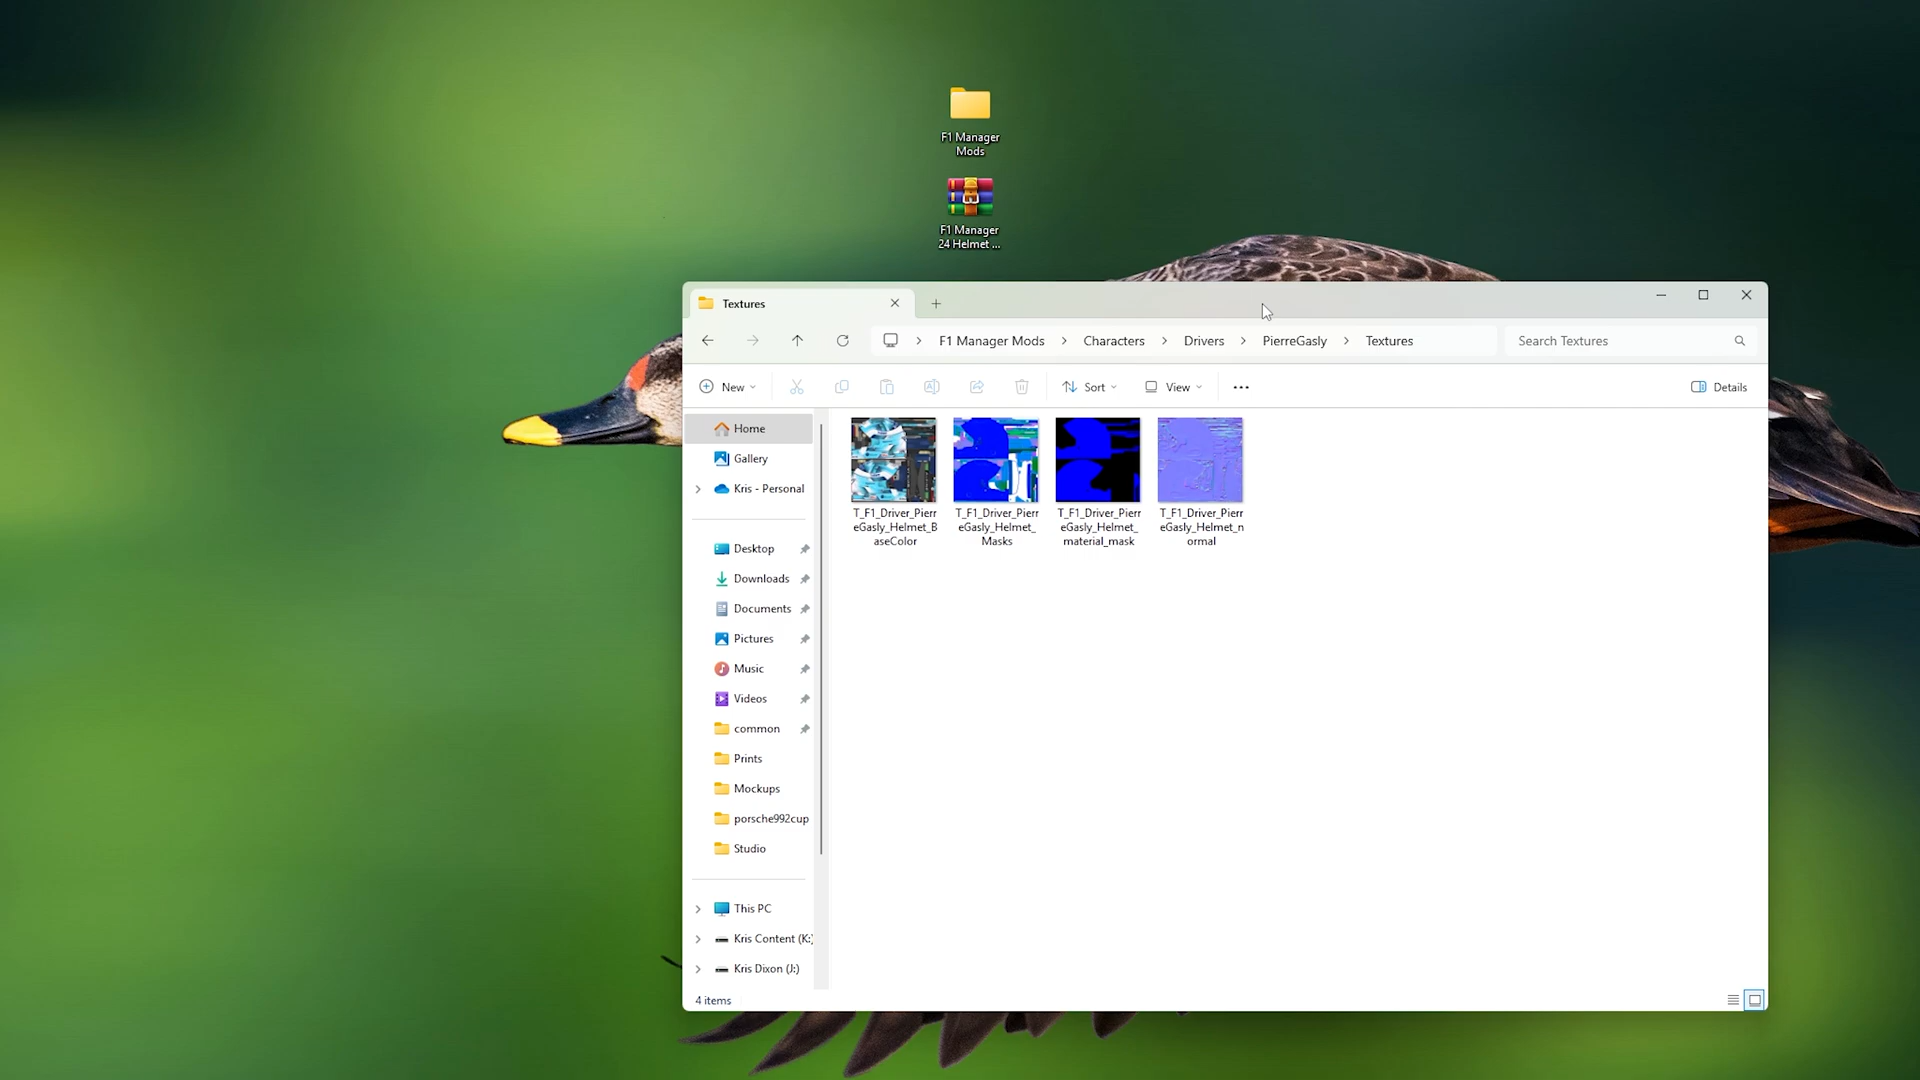 F1 Manager
Mods
F1 Manager
24 Helmet ...
Textures
F1 Manager Mods
Characters
Drivers
PierreGasly
Textures
Search Textures
New
Sort
View
Details
Home
Gallery
Kris - Personal
Desktop
Downloads
Documents
Pictures
Music
Videos
common
Prints
Mockups
porsche992cup
Studio
This PC
Kris Content (K:)
Kris Dixon (J:)
T_F1_Driver_Pierr
eGasly_Helmet_B
aseColor
T_F1_Driver_Pierr
eGasly_Helmet_
Masks
T_F1_Driver_Pierr
eGasly_Helmet_
material_mask
T_F1_Driver_Pierr
eGasly_Helmet_n
ormal
4 items